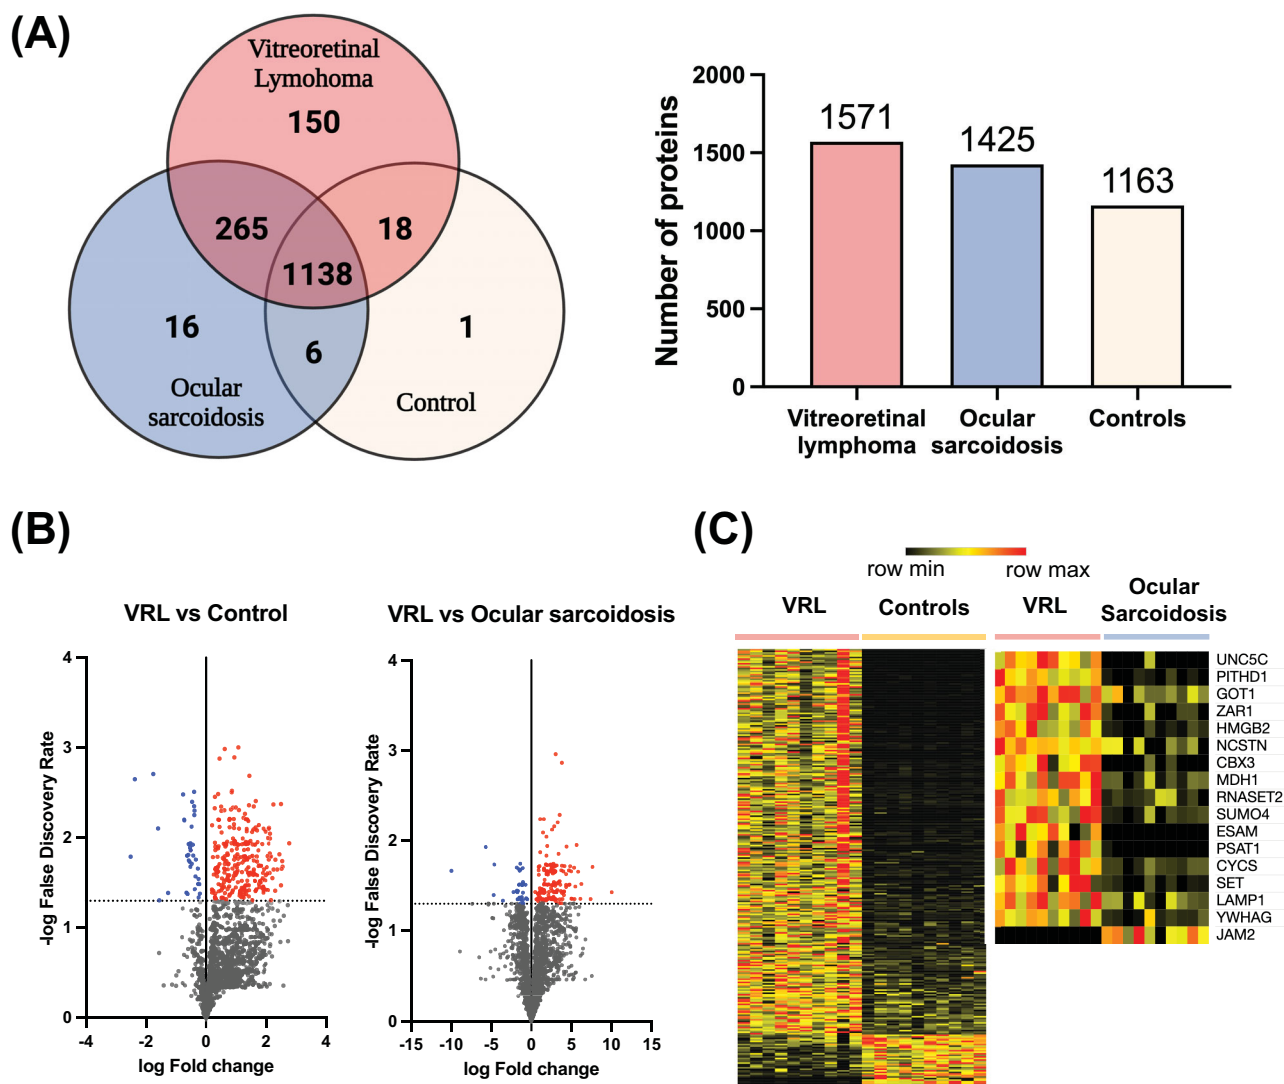 (A)
Vitreoretinal
Lymohoma
150
265
18
1138
16
6
1
Ocular
sarcoidosis
Control
Number of proteins
2000
1500
1000
500
0
1571
1425
1163
Vitreoretinal
lymphoma
Ocular
sarcoidosis
Controls
(B)
VRL vs Control
-log False Discovery Rate
4
3
2
1
0
-4
-2
0
2
4
log Fold change
VRL vs Ocular sarcoidosis
-log False Discovery Rate
4
3
2
1
0
-15
-10
-5
0
5
10
15
log Fold change
(C)
row min
row max
VRL
Controls
VRL
Ocular
Sarcoidosis
UNC5C
PITHD1
GOT1
ZAR1
HMGB2
NCSTN
CBX3
MDH1
RNASET2
SUMO4
ESAM
PSAT1
CYCS
SET
LAMP1
YWHAG
JAM2